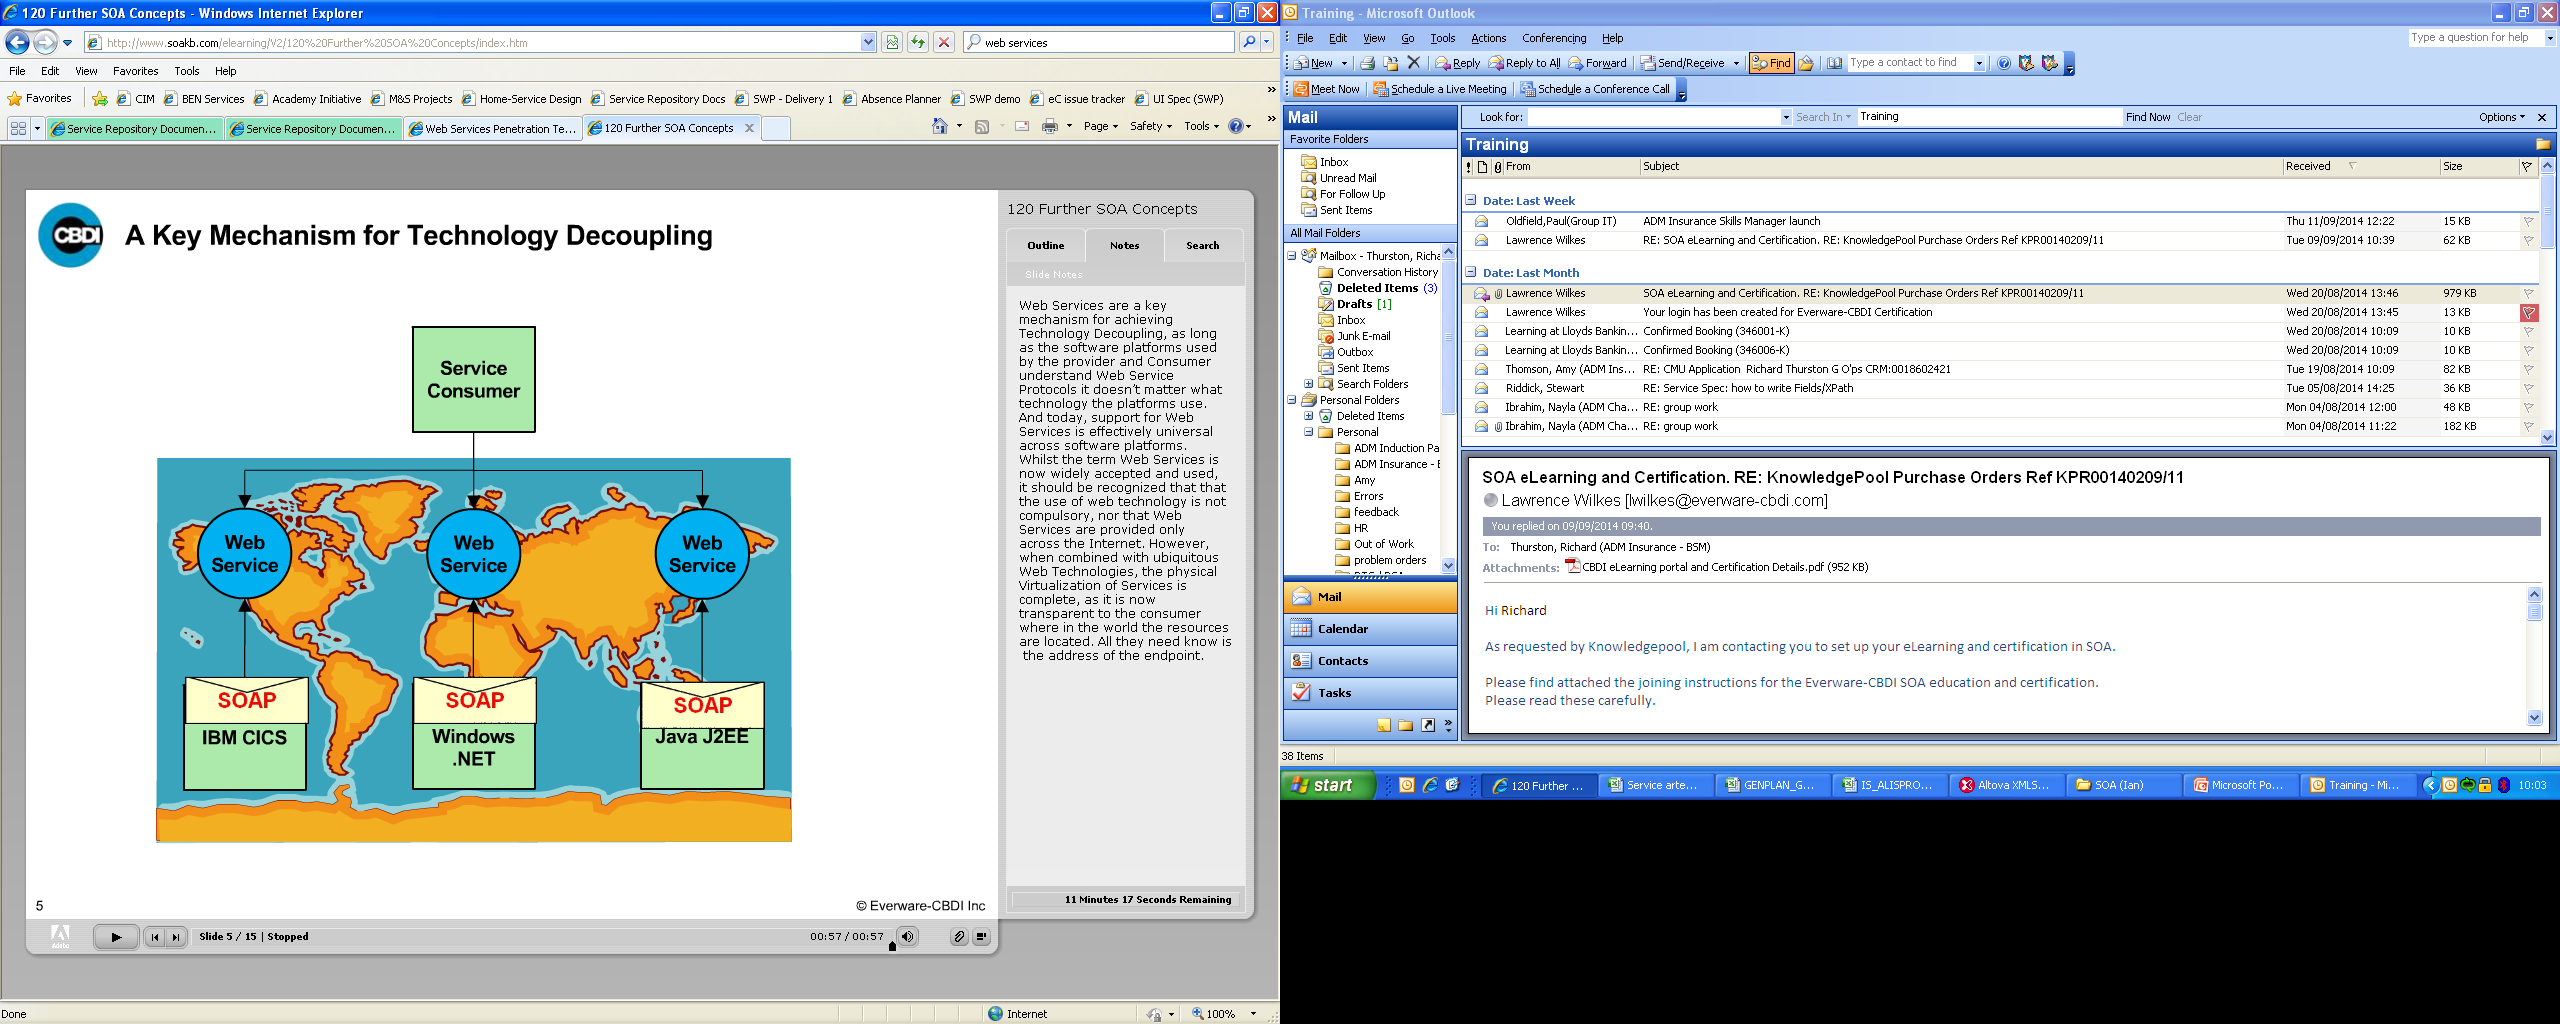 120 Further SOA Concepts - Windows Internet Explorer
http://www.soakb.com/elearning/V2/120%20Further%20SOA%20Concepts/index.htm
web services
File Edit View Favorites Tools Help
Favorites CIM BEN Services Academy Initiative M&S Projects Home-Service Design Service Repository Docs SWP - Delivery 1 Absence Planner SWP demo eC issue tracker UI Spec (SWP)
Service Repository Documen... Service Repository Documen... Web Services Penetration Te... 120 Further SOA Concepts
Page Safety Tools
CBDI
A Key Mechanism for Technology Decoupling
Service
Consumer
Web
Service
Web
Service
Web
Service
SOAP
SOAP
SOAP
IBM CICS
Windows
.NET
Java J2EE
5
© Everware-CBDI Inc
120 Further SOA Concepts
Outline Notes Search
Slide Notes
Web Services are a key
mechanism for achieving
Technology Decoupling, as long
as the software platforms used
by the provider and Consumer
understand Web Service
Protocols it doesn't matter what
technology the platforms use.
And today, support for Web
Services is effectively universal
across software platforms.
Whilst the term Web Services is
now widely accepted and used,
it should be recognized that that
the use of web technology is not
compulsory, nor that Web
Services are provided only
across the Internet. However,
when combined with ubiquitous
Web Technologies, the physical
Virtualization of Services is
complete, as it is now
transparent to the consumer
where in the world the resources
are located. All they need know is
the address of the endpoint.
11 Minutes 17 Seconds Remaining
Adobe
Slide 5 / 15 | Stopped
00:57 / 00:57
Done
Internet
100%
Training - Microsoft Outlook
File Edit View Go Tools Actions Conferencing Help
Type a question for help
New Reply Reply to All Forward Send/Receive Find Type a contact to find
Meet Now Schedule a Live Meeting Schedule a Conference Call
Mail
Favorite Folders
Inbox
Unread Mail
For Follow Up
Sent Items
All Mail Folders
Mailbox - Thurston, Richa
Conversation History
Deleted Items (3)
Drafts [1]
Inbox
Junk E-mail
Outbox
Sent Items
Search Folders
Personal Folders
Deleted Items
Personal
ADM Induction Pa
ADM Insurance - B
Amy
Errors
feedback
HR
Out of Work
problem orders
Mail
Calendar
Contacts
Tasks
38 Items
Look for: Search In Training Find Now Clear Options
Training
From Subject Received Size
Date: Last Week
Oldfield,Paul(Group IT) ADM Insurance Skills Manager launch Thu 11/09/2014 12:22 15 KB
Lawrence Wilkes RE: SOA eLearning and Certification. RE: KnowledgePool Purchase Orders Ref KPR00140209/11 Tue 09/09/2014 10:39 62 KB
Date: Last Month
Lawrence Wilkes SOA eLearning and Certification. RE: KnowledgePool Purchase Orders Ref KPR00140209/11 Wed 20/08/2014 13:46 979 KB
Lawrence Wilkes Your login has been created for Everware-CBDI Certification Wed 20/08/2014 13:45 13 KB
Learning at Lloyds Bankin... Confirmed Booking (346001-K) Wed 20/08/2014 10:09 10 KB
Learning at Lloyds Bankin... Confirmed Booking (346006-K) Wed 20/08/2014 10:09 10 KB
Thomson, Amy (ADM Ins... RE: CMU Application Richard Thurston G O'ps CRM:0018602421 Tue 19/08/2014 10:09 82 KB
Riddick, Stewart RE: Service Spec: how to write Fields/XPath Tue 05/08/2014 14:25 36 KB
Ibrahim, Nayla (ADM Cha... RE: group work Mon 04/08/2014 12:00 48 KB
Ibrahim, Nayla (ADM Cha... RE: group work Mon 04/08/2014 11:22 182 KB
SOA eLearning and Certification. RE: KnowledgePool Purchase Orders Ref KPR00140209/11
Lawrence Wilkes [lwilkes@everware-cbdi.com]
You replied on 09/09/2014 09:40.
To: Thurston, Richard (ADM Insurance - BSM)
Attachments: CBDI eLearning portal and Certification Details.pdf (952 KB)
Hi Richard
As requested by Knowledgepool, I am contacting you to set up your eLearning and certification in SOA.
Please find attached the joining instructions for the Everware-CBDI SOA education and certification.
Please read these carefully.
start 120 Further ... Service arte... GENPLAN_G... IS_ALISPRO... Altova XMLS... SOA (Ian) Microsoft Po... Training - Mi... 10:03